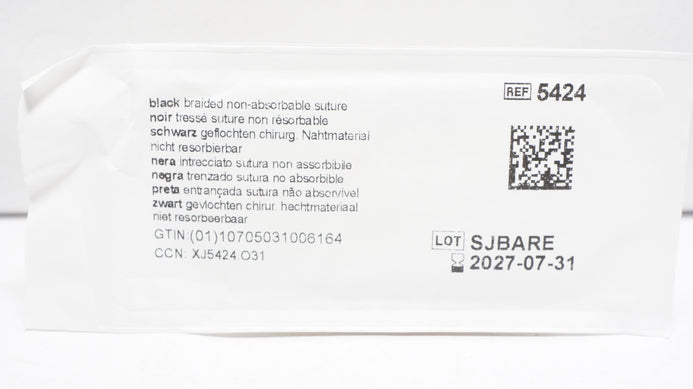 black braided non-absorbable suture
noir tressé suture non résorbable
schwarz geflochten chirurg. Nahtmaterial
nicht resorbierbar
nera intrecciato sutura non assorbibile
negra trenzado sutura no absorbible
preta entrançada sutura não absorvível
zwart gevlochten chirur. hechtmateriaal
niet resorbeerbaar
GTIN:(01)10705031006164
CCN: XJ5424.O31
REF 5424
LOT SJBARE
2027-07-31